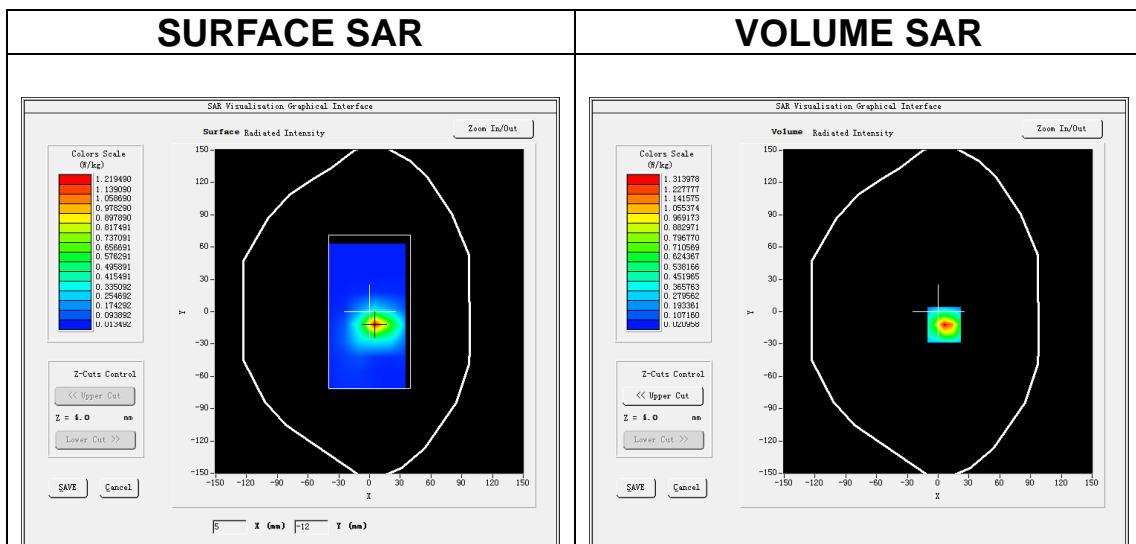 SURFACE SAR
VOLUME SAR
SAR Visualisation Graphical Interface
Surface Radiated Intensity
Zoom In/Out
Colors Scale
(W/kg)
1.219490
1.139090
1.058690
0.978290
0.897890
0.817491
0.737091
0.656691
0.576291
0.495891
0.415491
0.335092
0.254692
0.174292
0.093892
0.013492
150
120
90
60
30
0
-30
-60
-90
-120
-150
Y
-150 -120 -90 -60 -30 0 30 60 90 120 150
X
Z-Cuts Control
<< Upper Cut
Z = 4.0 mm
Lower Cut >>
SAVE Cancel
5 X (mm) -12 Y (mm)
SAR Visualisation Graphical Interface
Volume Radiated Intensity
Zoom In/Out
Colors Scale
(W/kg)
1.313978
1.227777
1.141575
1.055374
0.969173
0.882971
0.796770
0.710569
0.624367
0.538166
0.451965
0.365763
0.279562
0.193361
0.107160
0.020958
150
120
90
60
30
0
-30
-60
-90
-120
-150
Y
-150 -120 -90 -60 -30 0 30 60 90 120 150
X
Z-Cuts Control
<< Upper Cut
Z = 4.0 mm
Lower Cut >>
SAVE Cancel